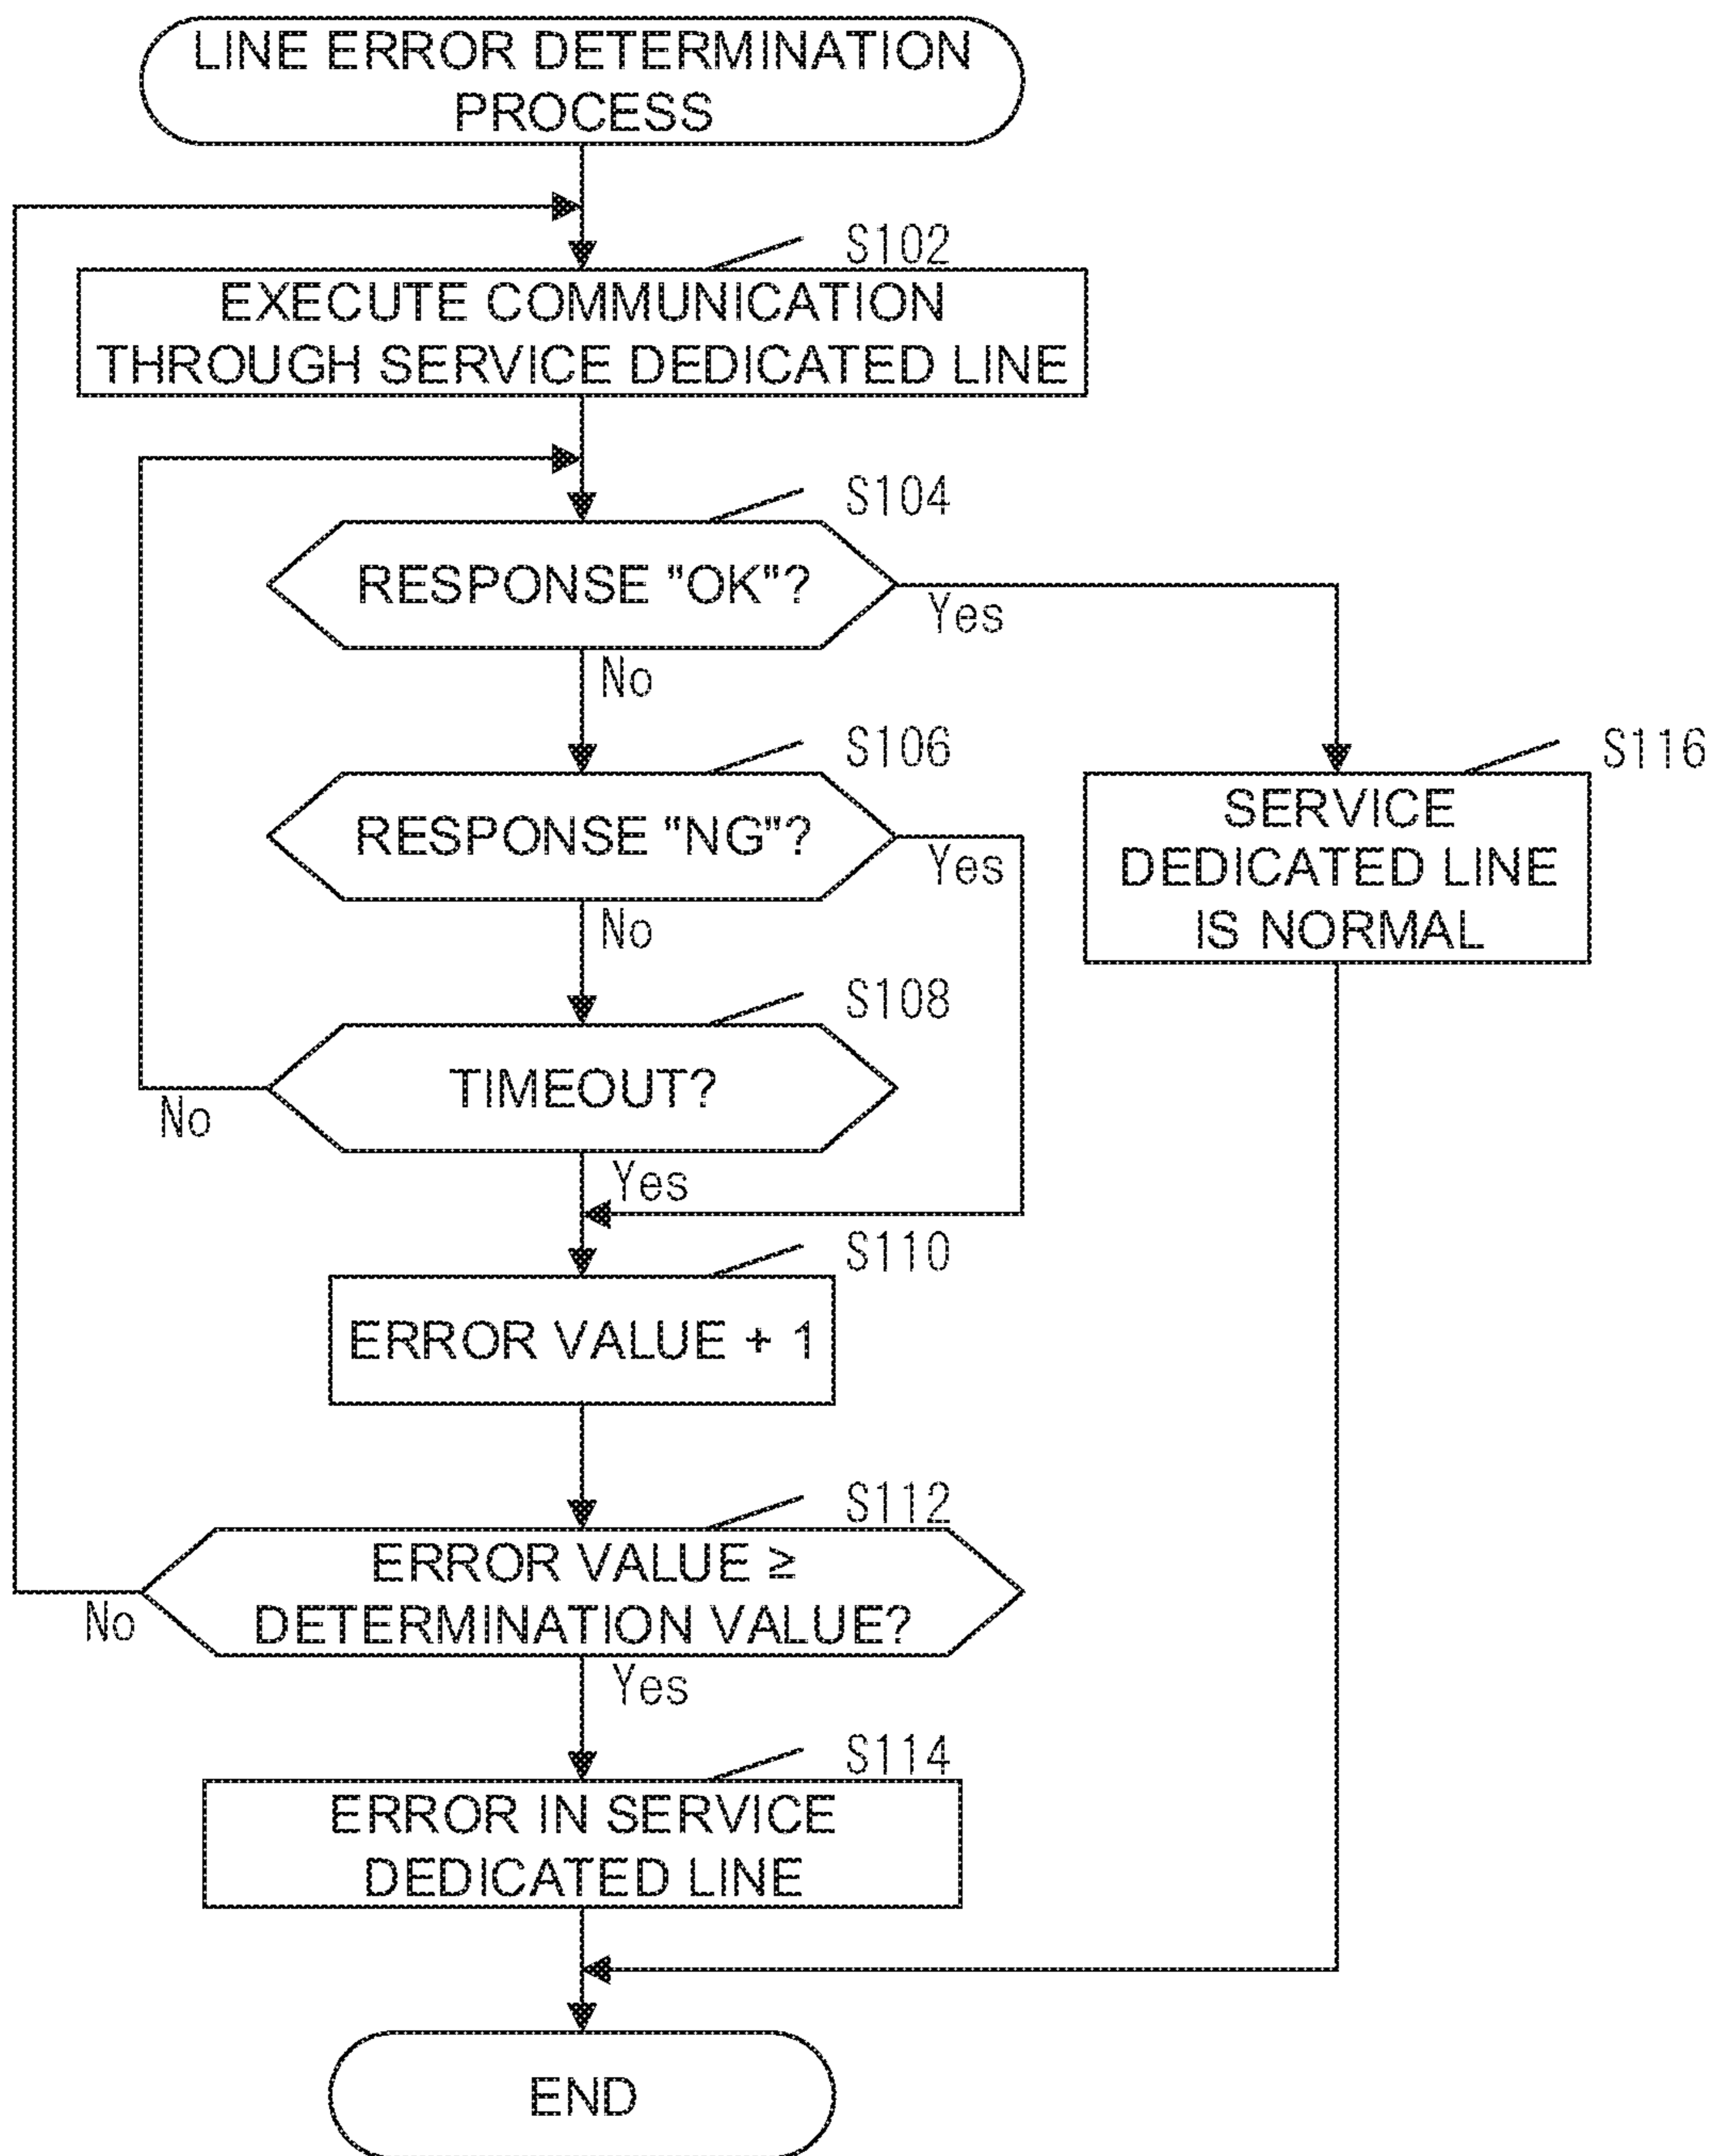 LINE ERROR DETERMINATION
PROCESS
S102
EXECUTE COMMUNICATION
THROUGH SERVICE DEDICATED LINE
S104
RESPONSE "OK"?
Yes
No
S106
RESPONSE "NG"?
Yes
No
S116
SERVICE
DEDICATED LINE
IS NORMAL
S108
TIMEOUT?
No
Yes
S110
ERROR VALUE + 1
S112
ERROR VALUE ≥
DETERMINATION VALUE?
No
Yes
S114
ERROR IN SERVICE
DEDICATED LINE
END